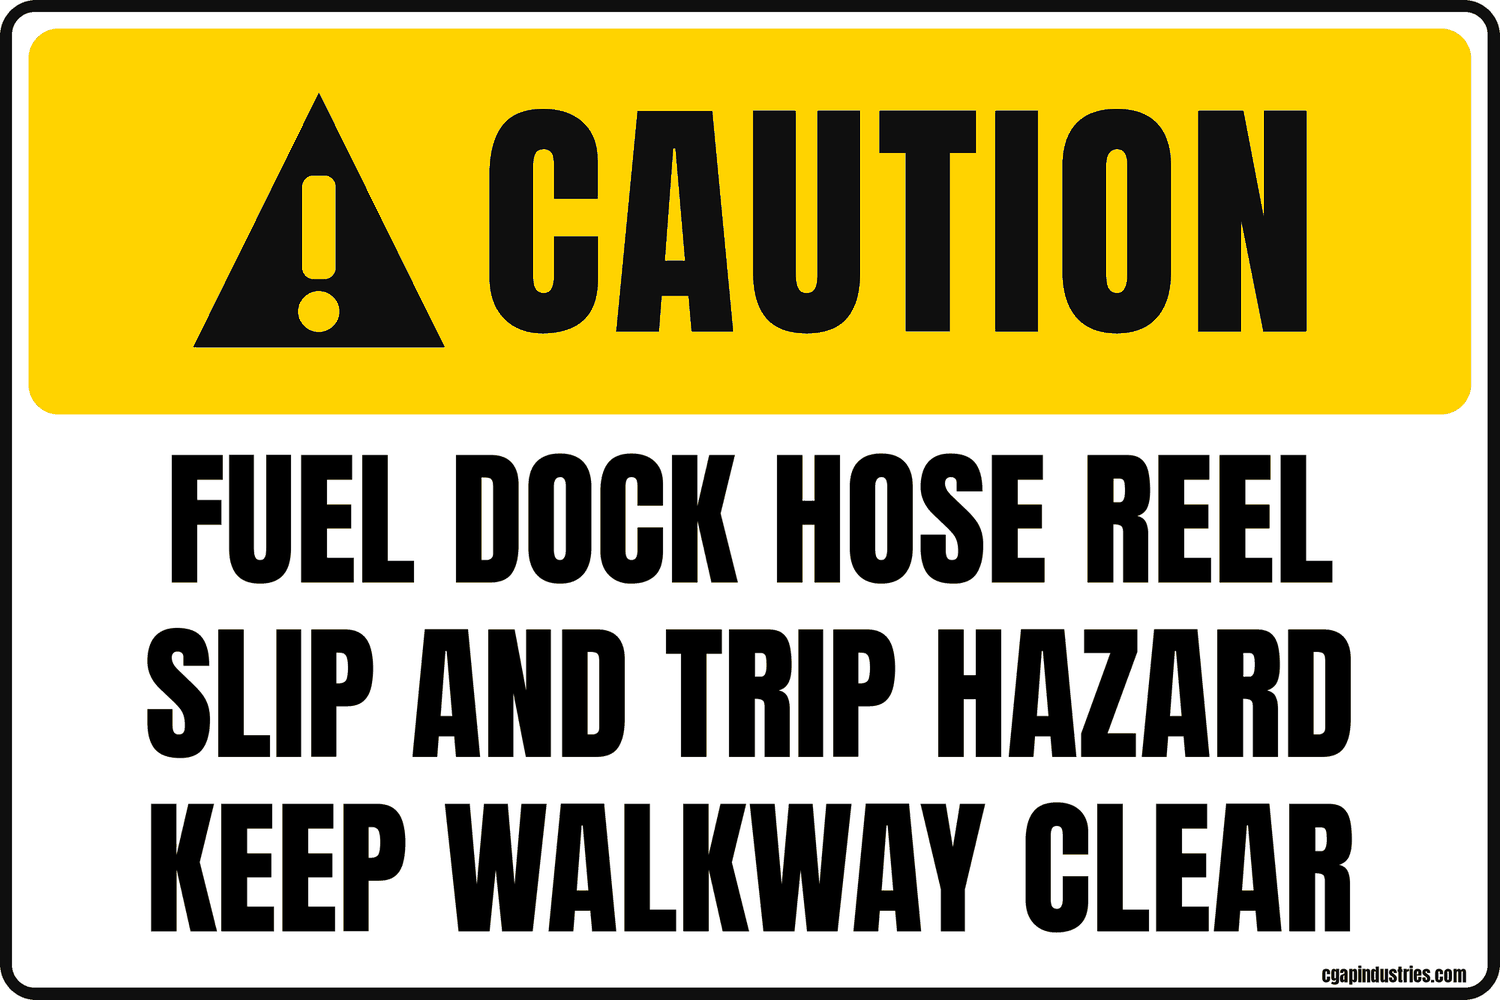 CAUTION
FUEL DOCK HOSE REEL
SLIP AND TRIP HAZARD
KEEP WALKWAY CLEAR
cgapindustries.com